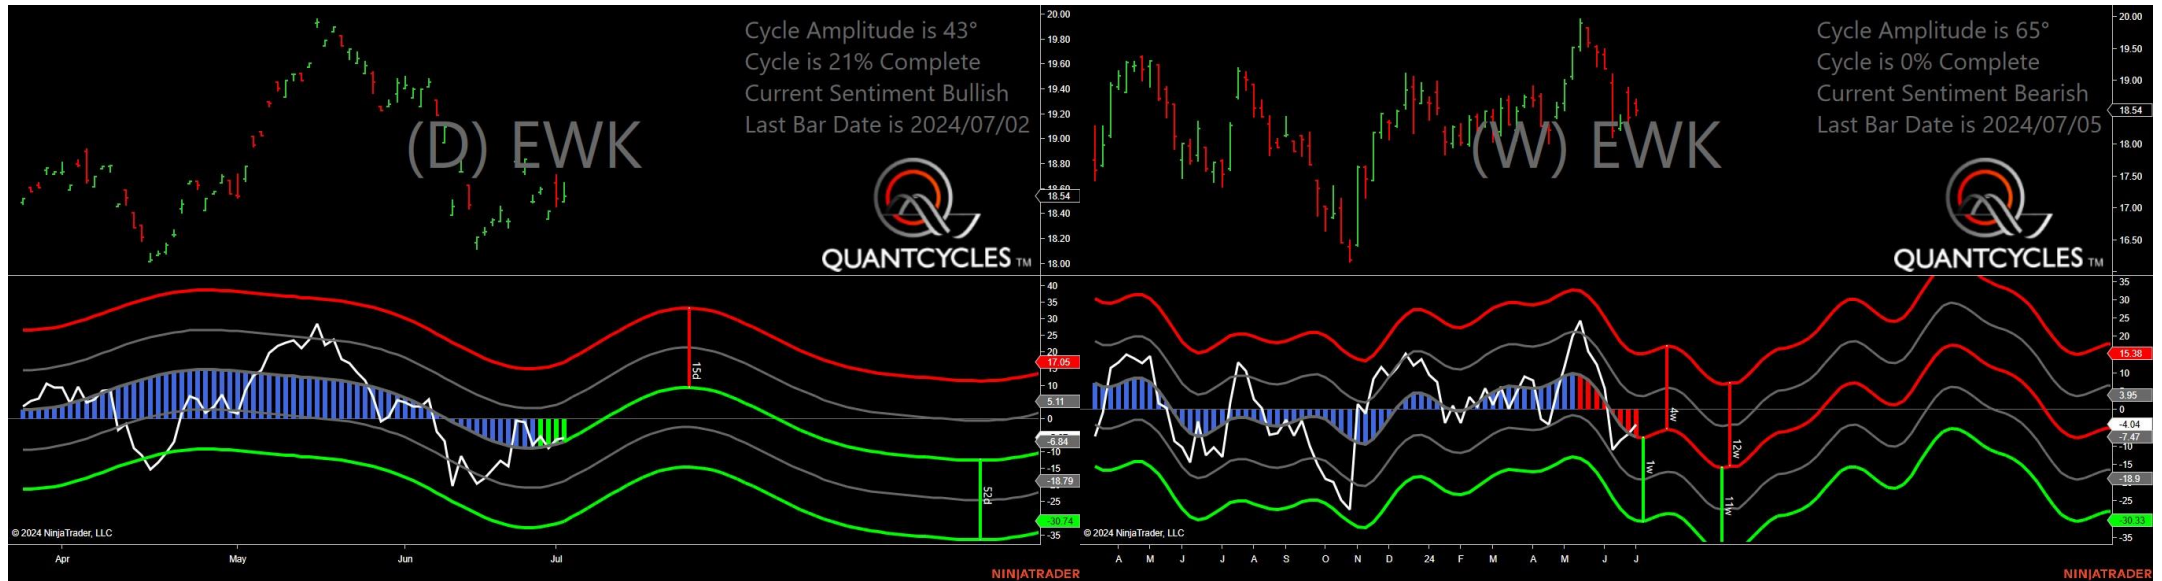 Cycle Amplitude is 43°
Cycle is 21% Complete
Current Sentiment Bullish
Last Bar Date is 2024/07/02
(D) EWK
QUANTCYCLES TM
20.00
19.80
19.60
19.40
19.20
19.00
18.80
18.60
18.54
18.40
18.20
18.00
40
35
30
25
20
17.05
15
10
5.11
0
-6.84
-10
-15
-18.79
-25
-30.74
-35
15d
52d
© 2024 NinjaTrader, LLC
Apr May Jun Jul
NINJATRADER
Cycle Amplitude is 65°
Cycle is 0% Complete
Current Sentiment Bearish
Last Bar Date is 2024/07/05
(W) EWK
QUANTCYCLES TM
20.00
19.50
19.00
18.54
18.00
17.50
17.00
16.50
35
30
25
20
15.38
10
3.95
0
-4.04
-7.47
-10
-15
-18.9
-25
-30.33
-35
4w
12w
1w
11w
© 2024 NinjaTrader, LLC
A M J J A S O N D 24 F M A M J J
NINJATRADER